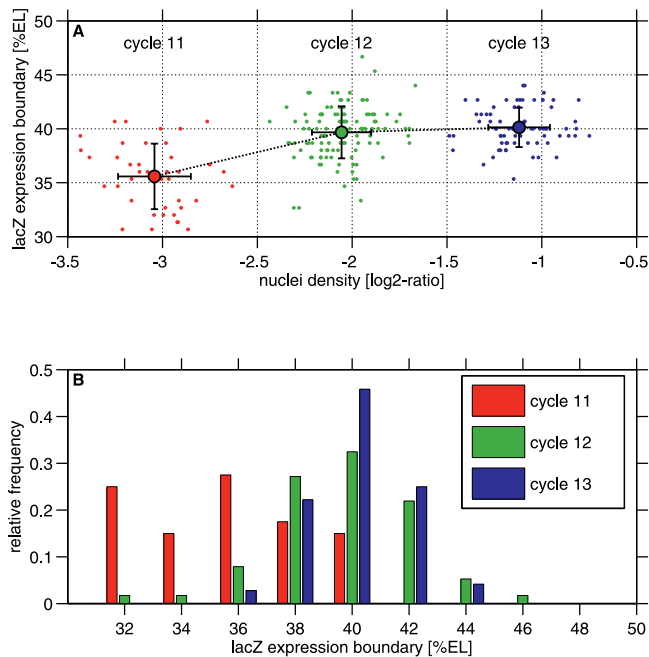 50
45
40
35
30
lacZ expression boundary [%EL]
A
cycle 11
cycle 12
cycle 13
-3.5
-3
-2.5
-2
-1.5
-1
-0.5
nuclei density [log2-ratio]
0.5
0.4
0.3
0.2
0.1
0
relative frequency
B
cycle 11
cycle 12
cycle 13
32
34
36
38
40
42
44
46
48
50
lacZ expression boundary [%EL]